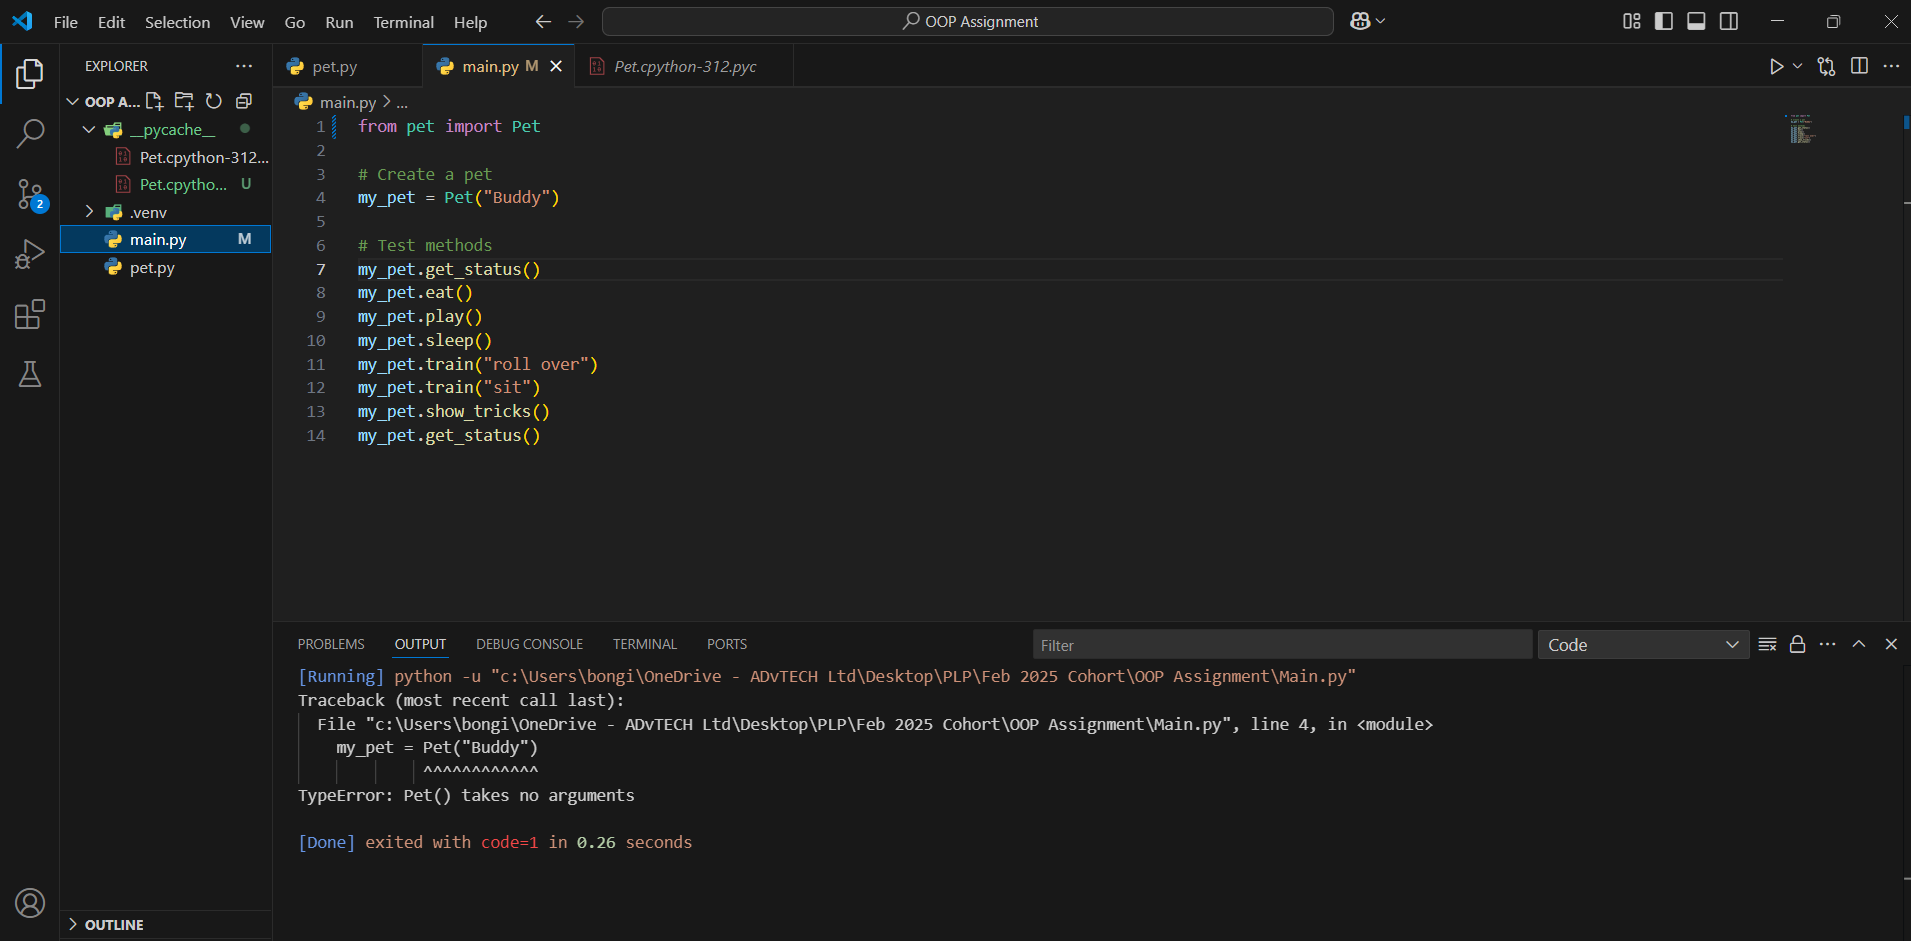 File Edit Selection View Go Run Terminal Help
OOP Assignment
EXPLORER
OOP A...
__pycache__
Pet.cpython-312...
Pet.cpytho... U
.venv
main.py M
pet.py
OUTLINE
2
pet.py
main.py M
Pet.cpython-312.pyc
main.py > ...
1 from pet import Pet
2
3 # Create a pet
4 my_pet = Pet("Buddy")
5
6 # Test methods
7 my_pet.get_status()
8 my_pet.eat()
9 my_pet.play()
10 my_pet.sleep()
11 my_pet.train("roll over")
12 my_pet.train("sit")
13 my_pet.show_tricks()
14 my_pet.get_status()
PROBLEMS OUTPUT DEBUG CONSOLE TERMINAL PORTS
Filter
Code
[Running] python -u "c:\Users\bongi\OneDrive - ADvTECH Ltd\Desktop\PLP\Feb 2025 Cohort\OOP Assignment\Main.py"
Traceback (most recent call last):
File "c:\Users\bongi\OneDrive - ADvTECH Ltd\Desktop\PLP\Feb 2025 Cohort\OOP Assignment\Main.py", line 4, in <module>
my_pet = Pet("Buddy")
^^^^^^^^^^^^
TypeError: Pet() takes no arguments
[Done] exited with code=1 in 0.26 seconds